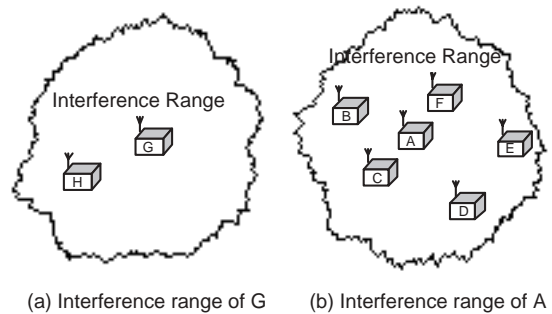 Interference Range
G
H
(a) Interference range of G
Interference Range
F
B
A
E
C
D
(b) Interference range of A